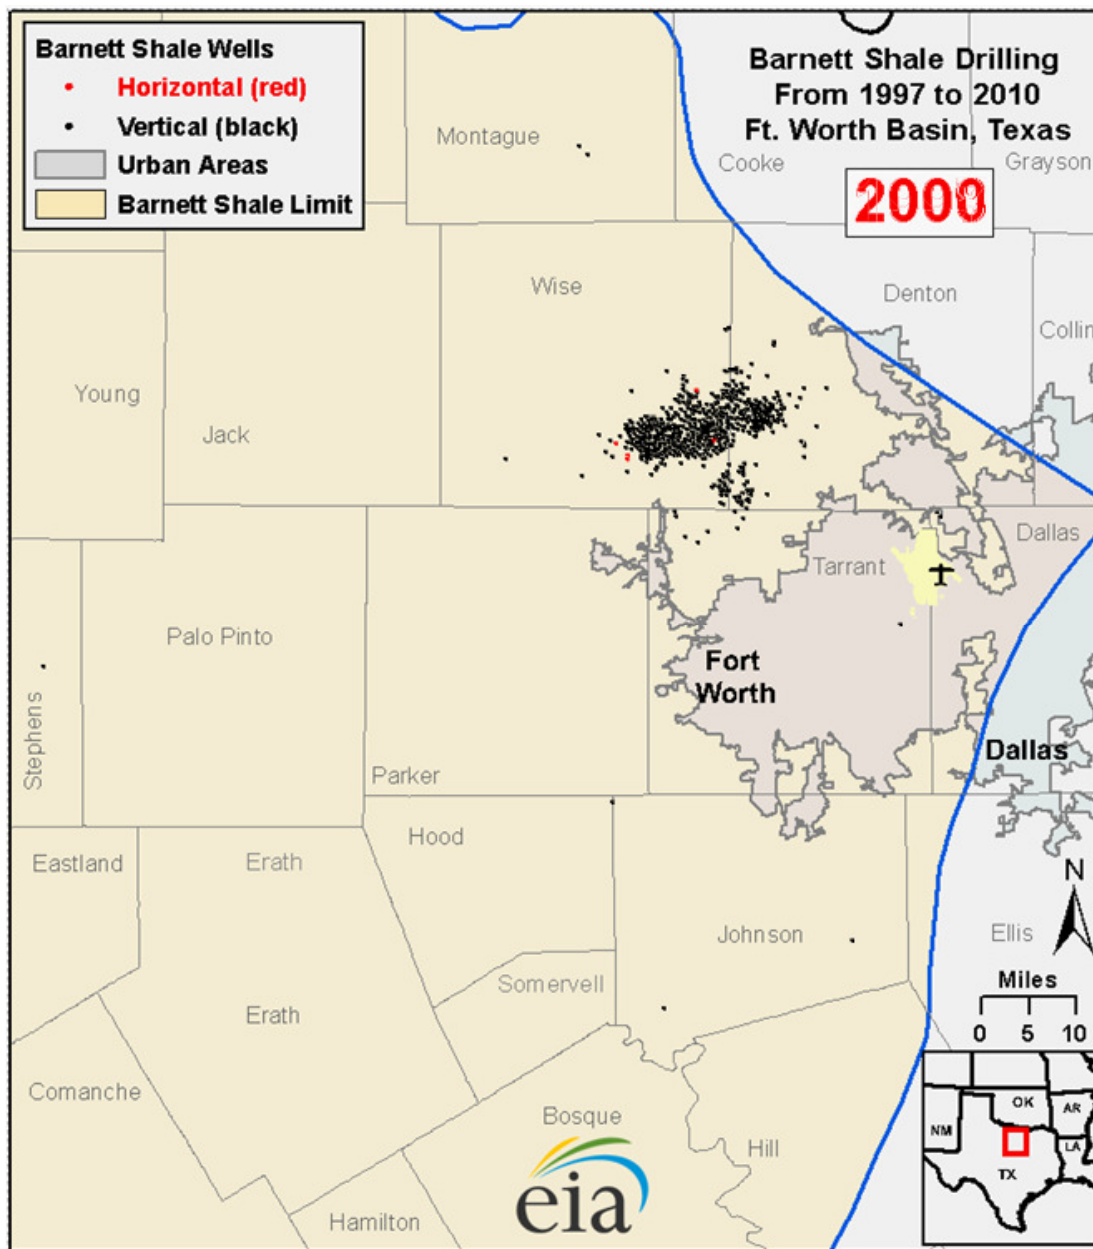 Barnett Shale Wells
Horizontal (red)
Vertical (black)
Urban Areas
Barnett Shale Limit
Barnett Shale Drilling
From 1997 to 2010
Ft. Worth Basin, Texas
2000
Montague
Cooke
Grayson
Wise
Denton
Collin
Young
Jack
Dallas
Tarrant
Palo Pinto
Fort
Worth
Stephens
Dallas
Parker
Hood
Eastland
Erath
N
Johnson
Ellis
Somervell
Miles
Erath
0 5 10
Comanche
Bosque
Hill
OK
AR
NM
LA
TX
eia
Hamilton